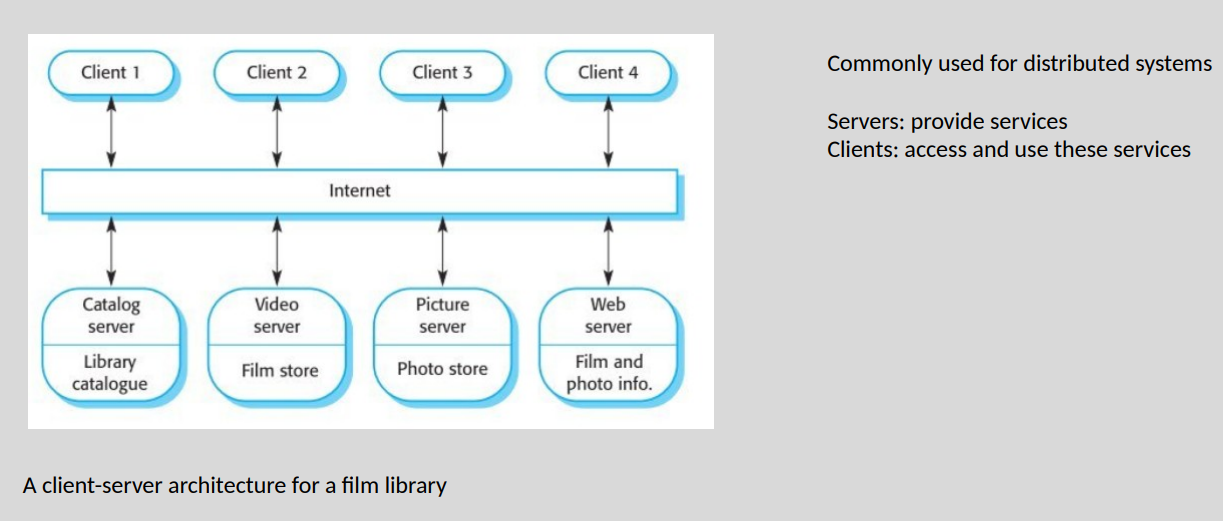 Client 1
Client 2
Client 3
Client 4
Internet
Catalog
server
Library
catalogue
Video
server
Film store
Picture
server
Photo store
Web
server
Film and
photo info.
Commonly used for distributed systems
Servers: provide services
Clients: access and use these services
A client-server architecture for a film library